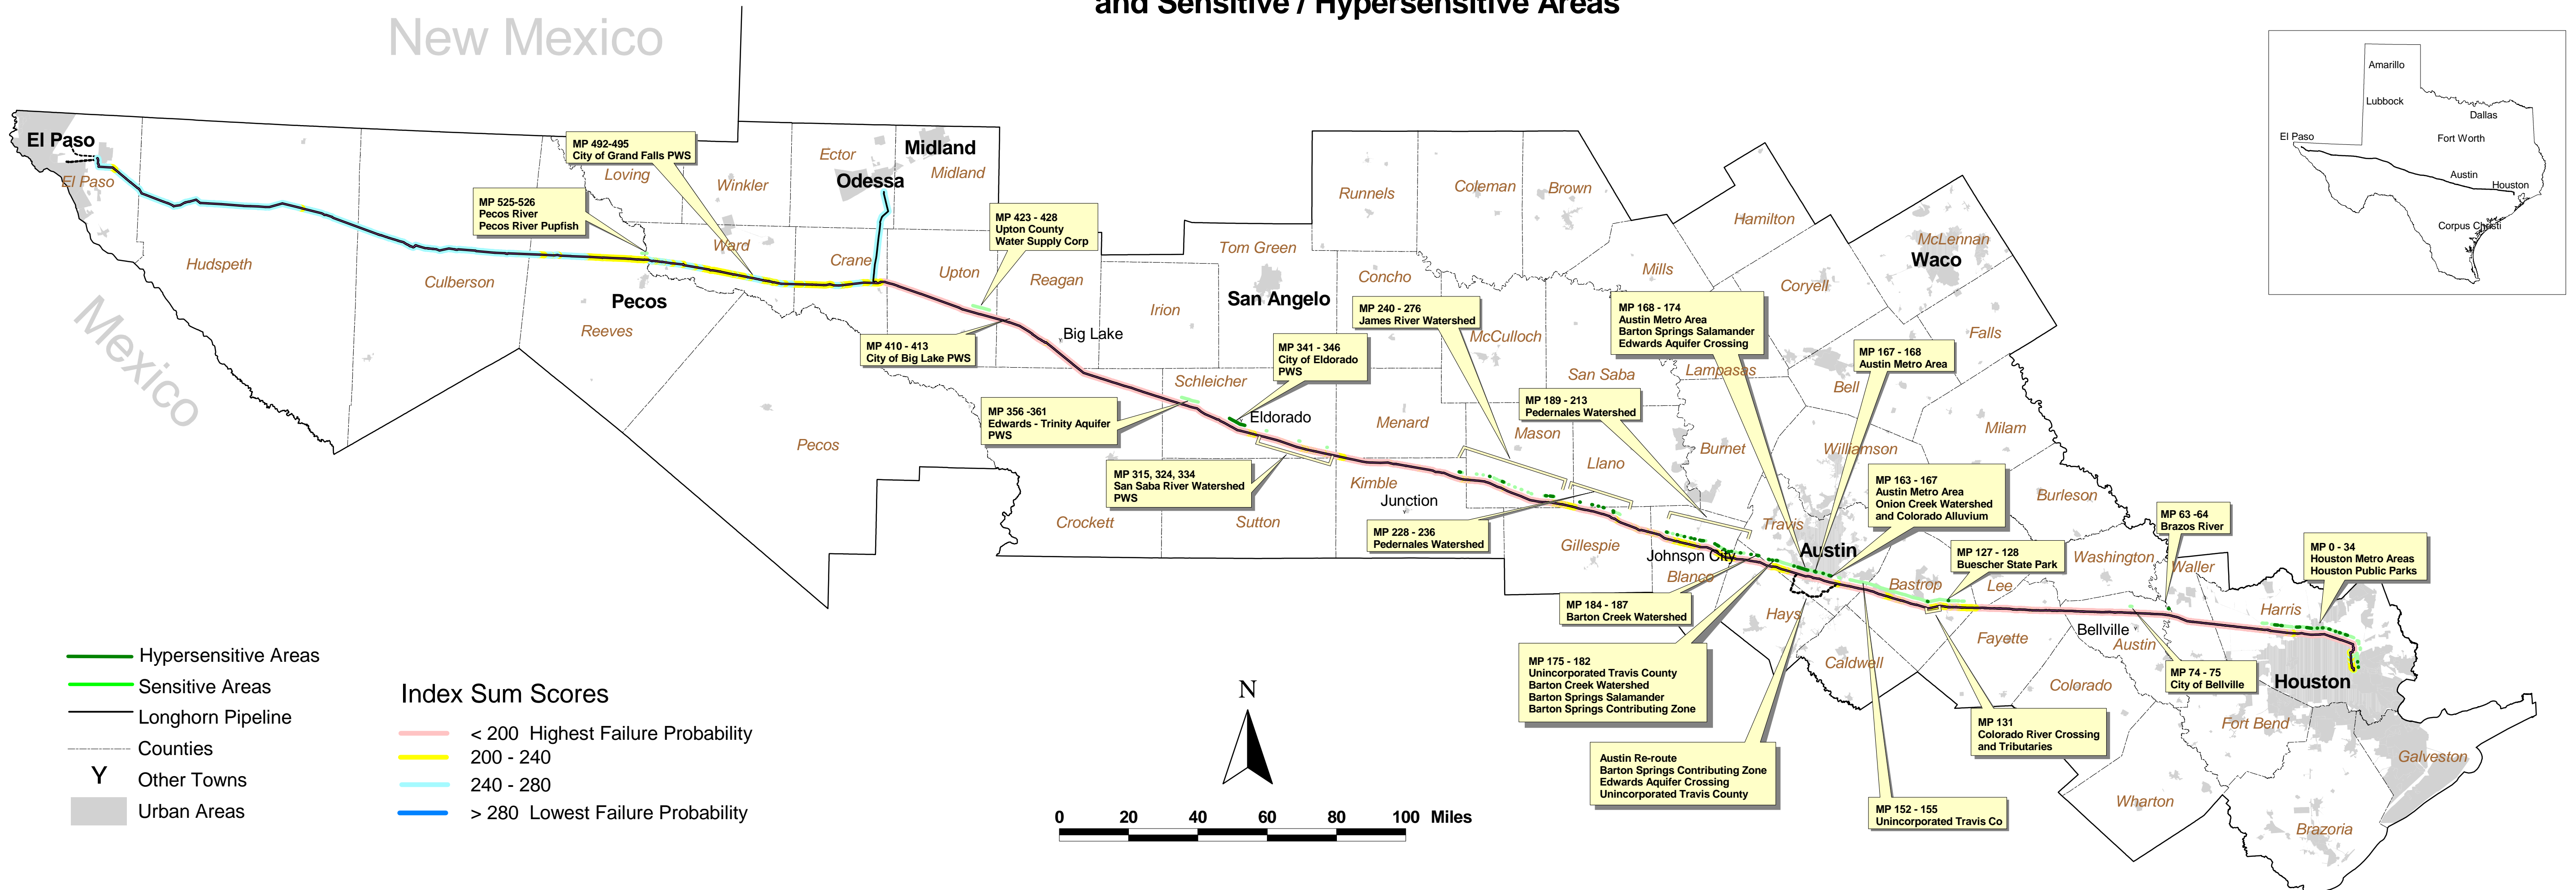 and Sensitive / Hypersensitive Areas
New Mexico
Mexico
El Paso
El Paso
Hudspeth
Culberson
Reeves
Pecos
Pecos
Loving
Winkler
Ward
Ector
Crane
Odessa
Midland
Midland
Upton
Reagan
Big Lake
Irion
Tom Green
San Angelo
Schleicher
Eldorado
Crockett
Sutton
Runnels
Coleman
Brown
Concho
McCulloch
Menard
Kimble
Junction
Mason
San Saba
Llano
Gillespie
Mills
Hamilton
Lampasas
Burnet
Coryell
McLennan
Waco
Falls
Bell
Milam
Williamson
Burleson
Travis
Austin
Johnson City
Blanco
Hays
Caldwell
Bastrop
Lee
Fayette
Washington
Waller
Bellville
Austin
Colorado
Harris
Houston
Fort Bend
Wharton
Brazoria
Galveston
MP 492-495
City of Grand Falls PWS
MP 525-526
Pecos River
Pecos River Pupfish
MP 423 - 428
Upton County
Water Supply Corp
MP 410 - 413
City of Big Lake PWS
MP 356 -361
Edwards - Trinity Aquifer
PWS
MP 341 - 346
City of Eldorado
PWS
MP 315, 324, 334
San Saba River Watershed
PWS
MP 240 - 276
James River Watershed
MP 228 - 236
Pedernales Watershed
MP 189 - 213
Pedernales Watershed
MP 168 - 174
Austin Metro Area
Barton Springs Salamander
Edwards Aquifer Crossing
MP 167 - 168
Austin Metro Area
MP 163 - 167
Austin Metro Area
Onion Creek Watershed
and Colorado Alluvium
MP 184 - 187
Barton Creek Watershed
MP 175 - 182
Unincorporated Travis County
Barton Creek Watershed
Barton Springs Salamander
Barton Springs Contributing Zone
Austin Re-route
Barton Springs Contributing Zone
Edwards Aquifer Crossing
Unincorporated Travis County
MP 152 - 155
Unincorporated Travis Co
MP 131
Colorado River Crossing
and Tributaries
MP 127 - 128
Buescher State Park
MP 63 -64
Brazos River
MP 74 - 75
City of Bellville
MP 0 - 34
Houston Metro Areas
Houston Public Parks
Hypersensitive Areas
Sensitive Areas
Longhorn Pipeline
Counties
Y Other Towns
Urban Areas
Index Sum Scores
< 200 Highest Failure Probability
200 - 240
240 - 280
> 280 Lowest Failure Probability
N
0 20 40 60 80 100 Miles
Amarillo
Lubbock
Dallas
Fort Worth
El Paso
Austin
Houston
Corpus Christi